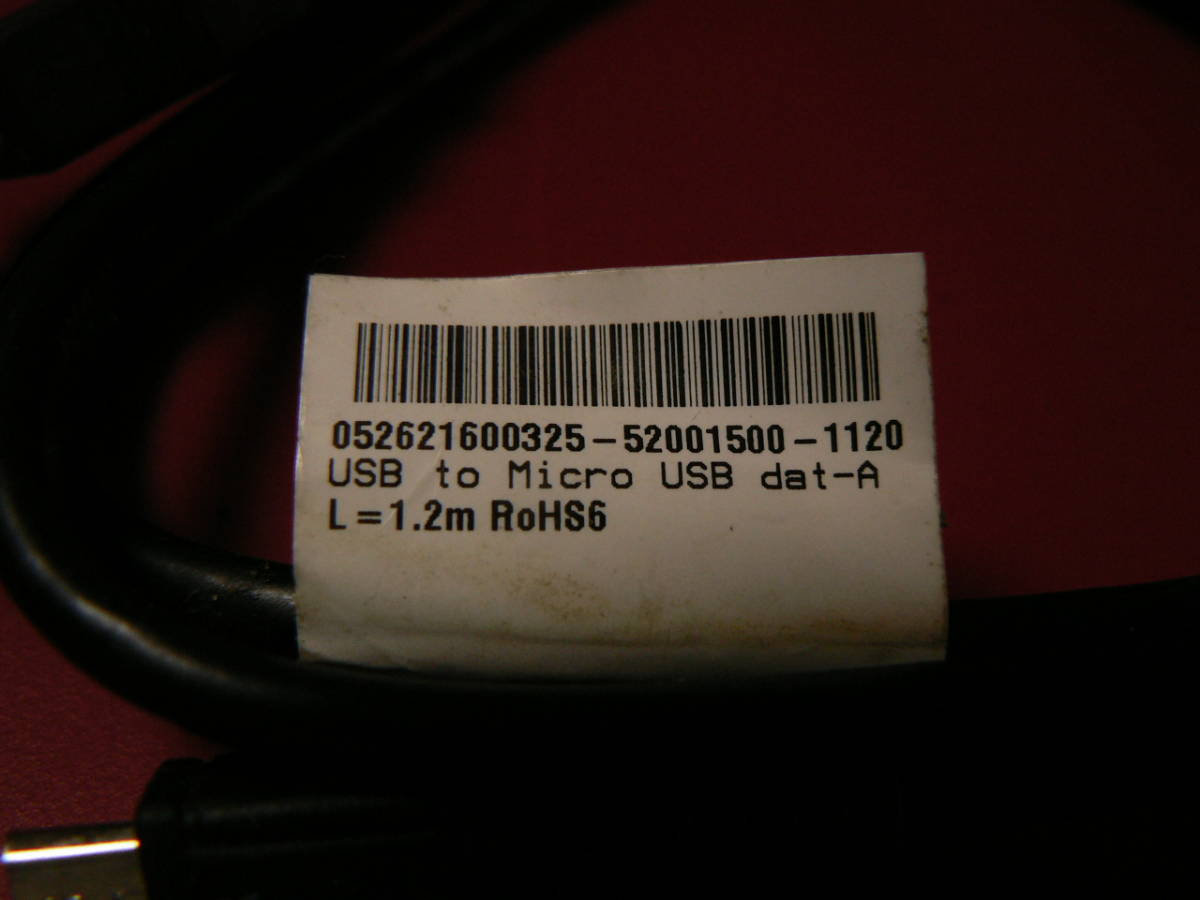 052621600325-52001500-1120
USB to Micro USB dat-A
L=1.2m RoHS6